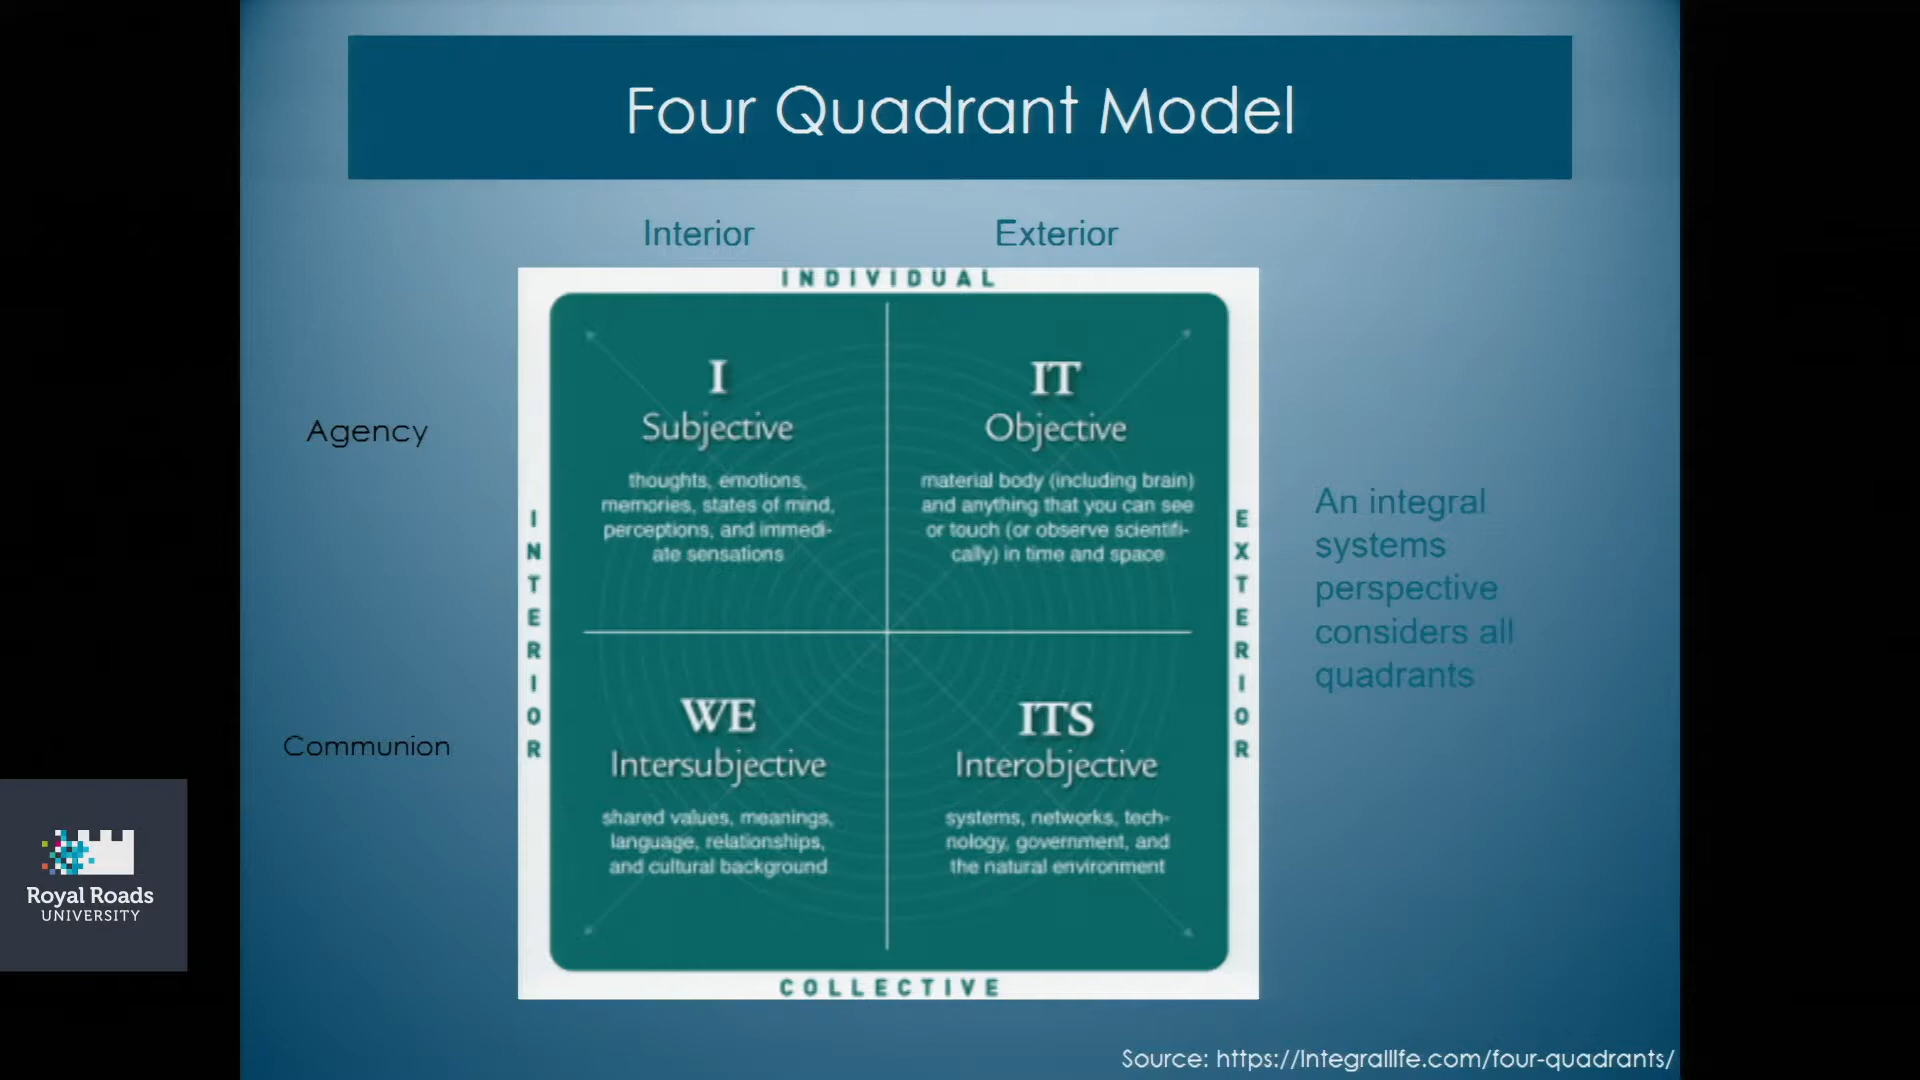 Four Quadrant Model
Interior
Exterior
INDIVIDUAL
Agency
Communion
INTERIOR
I
Subjective
thoughts, emotions,
memories, states of mind,
perceptions, and immedi-
ate sensations
IT
Objective
material body (including brain)
and anything that you can see
or touch (or observe scientifi-
cally) in time and space
WE
Intersubjective
shared values, meanings,
language, relationships,
and cultural background
ITS
Interobjective
systems, networks, tech-
nology, government, and
the natural environment
EXTERIOR
COLLECTIVE
An integral
systems
perspective
considers all
quadrants
Royal Roads
UNIVERSITY
Source: https://integrallife.com/four-quadrants/